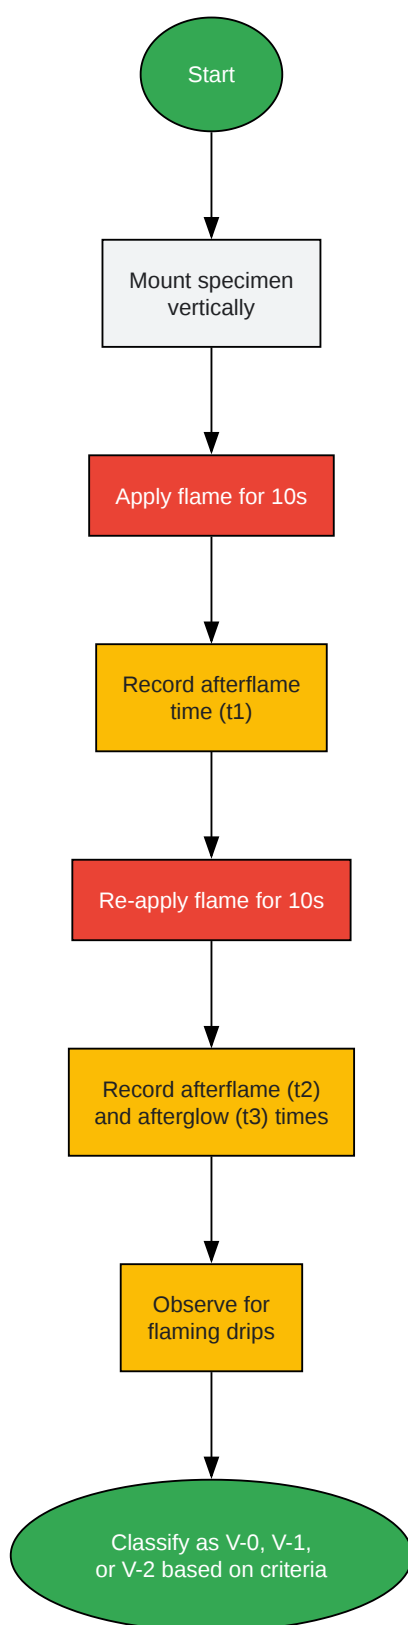 Start
Mount specimen
vertically
Apply flame for 10s
Record afterflame
time (t1)
Re-apply flame for 10s
Record afterflame (t2)
and afterglow (t3) times
Observe for
flaming drips
Classify as V-0, V-1,
or V-2 based on criteria